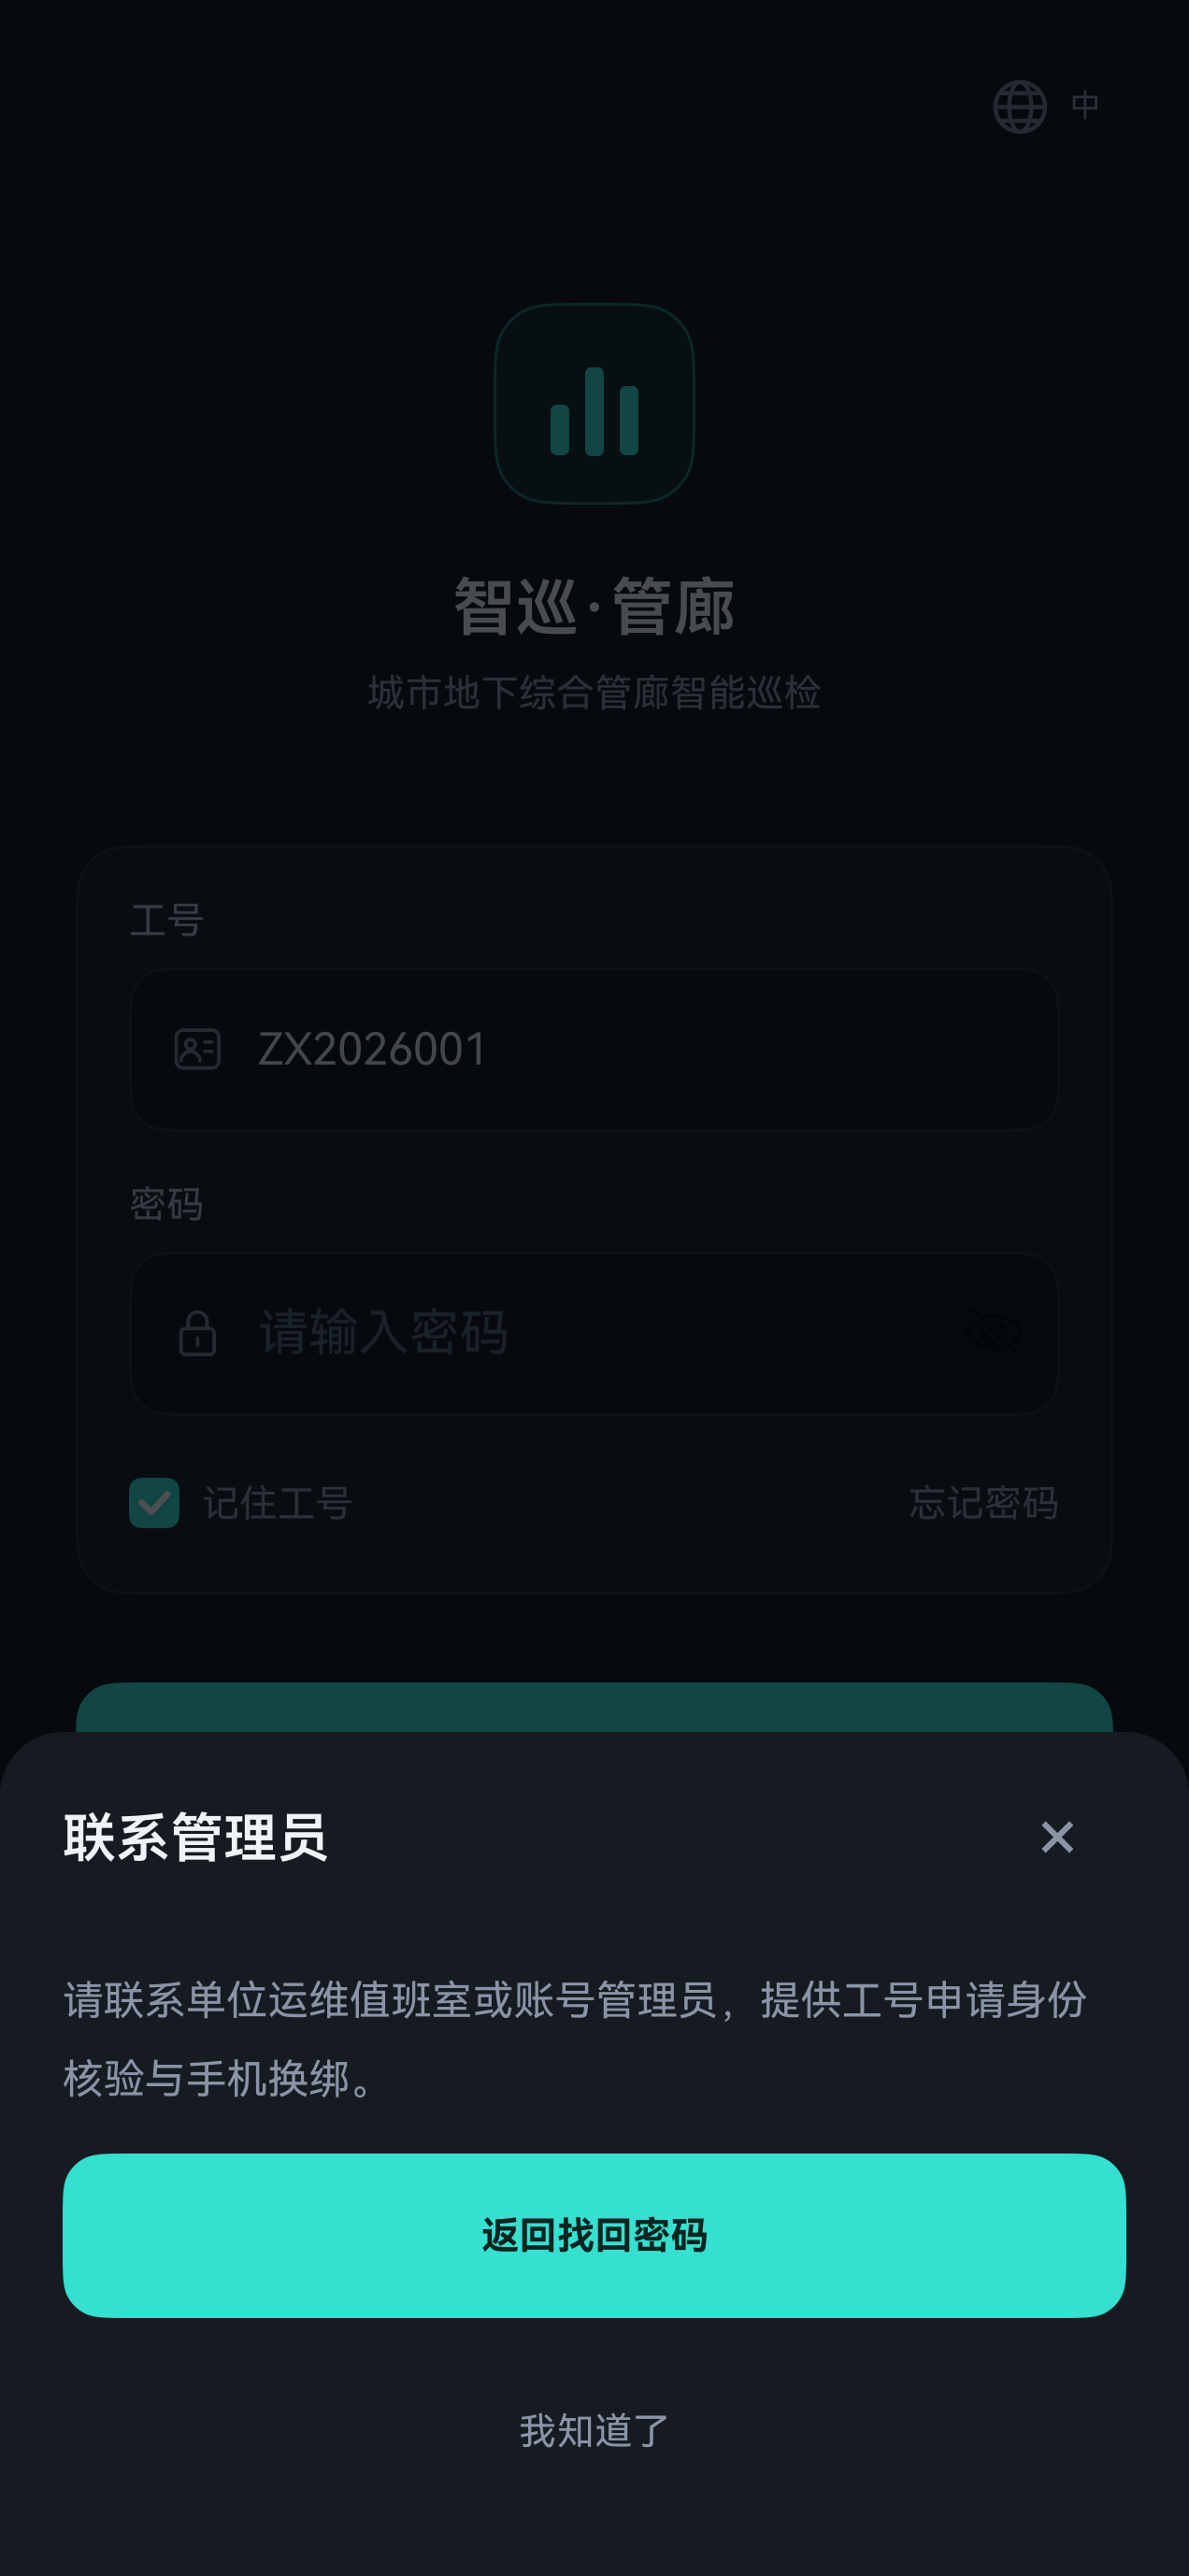 中
智巡·管廊
城市地下综合管廊智能巡检
工号
ZX2026001
密码
请输入密码
记住工号
忘记密码
联系管理员
请联系单位运维值班室或账号管理员，提供工号申请身份
核验与手机换绑。
返回找回密码
我知道了